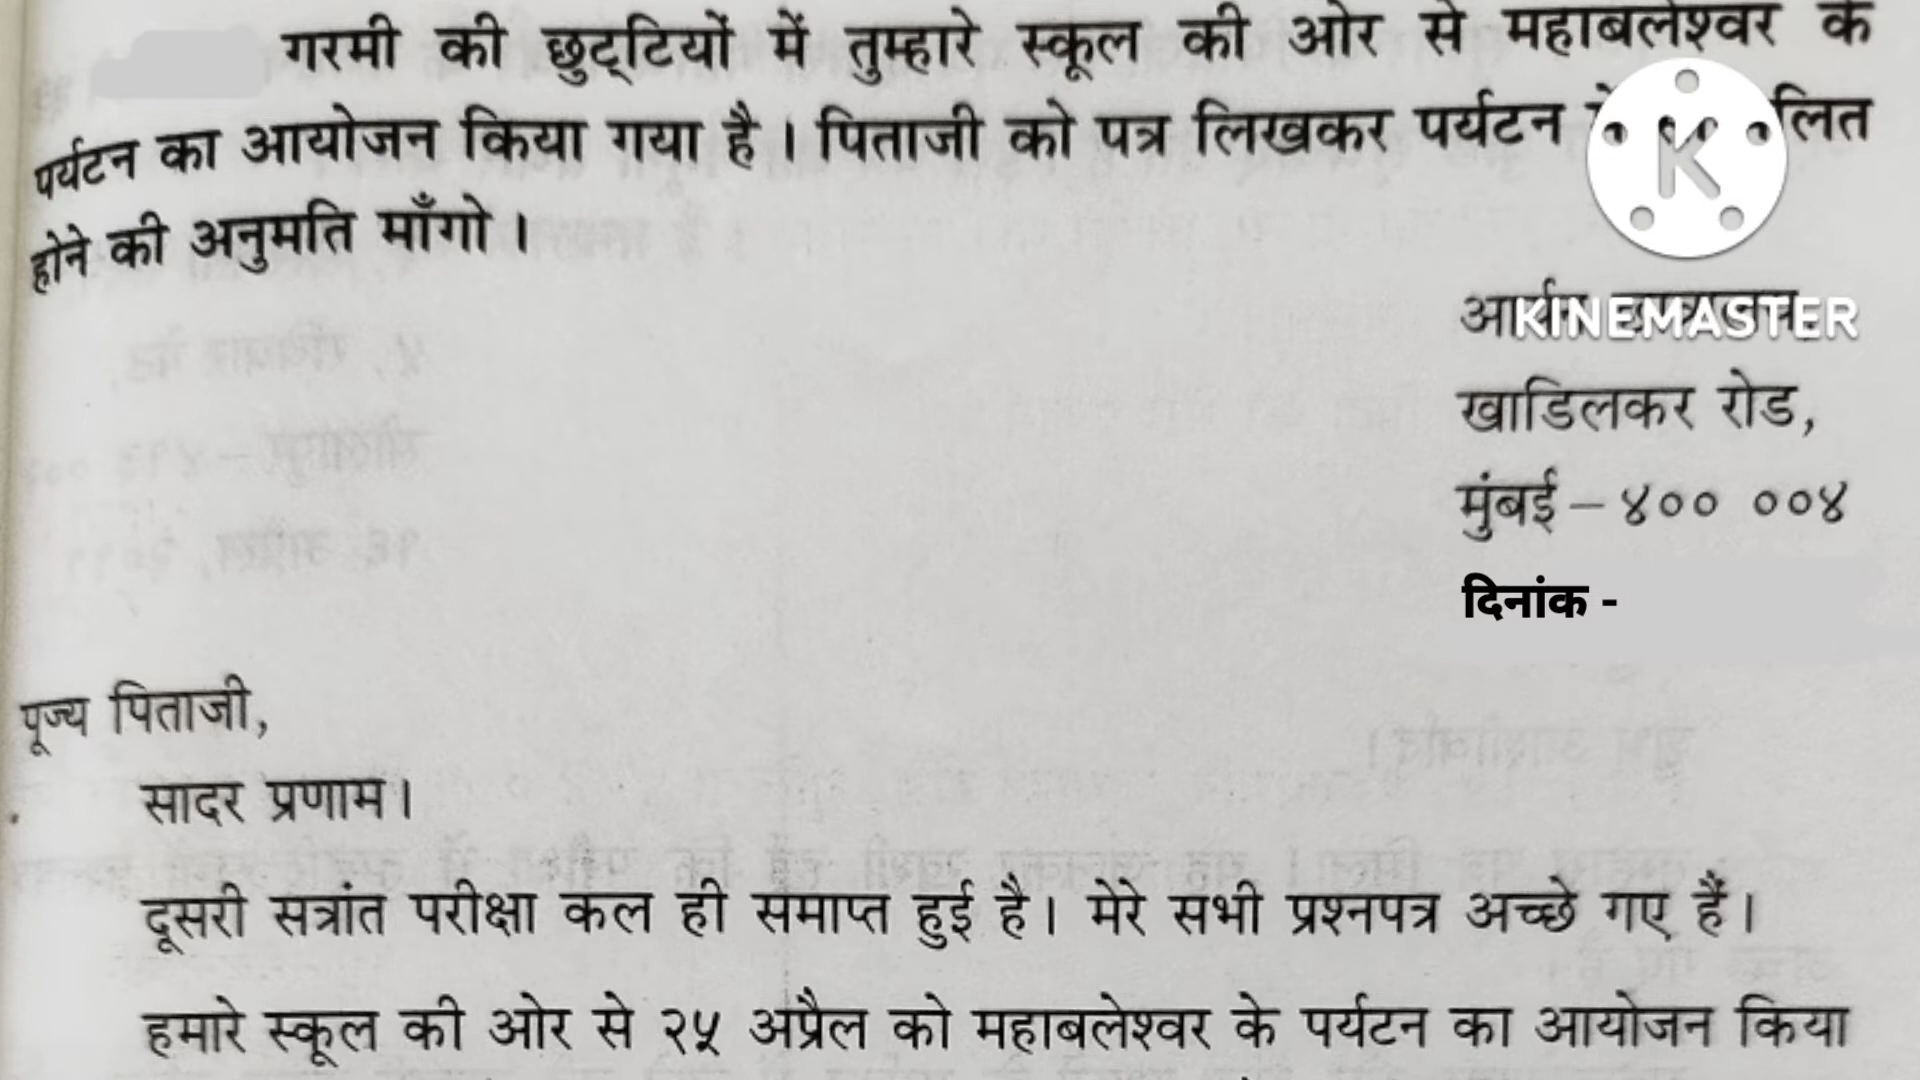 गरमी की छुट्टियों में तुम्हारे स्कूल की ओर से महाबलेश्वर के
पर्यटन का आयोजन किया गया है । पिताजी को पत्र लिखकर पर्यटन
होने की अनुमति माँगो ।
KINEMASTER
खाडिलकर रोड,
मुंबई – ४०० ००४
दिनांक -
पूज्य पिताजी,
सादर प्रणाम ।
दूसरी सत्रांत परीक्षा कल ही समाप्त हुई है । मेरे सभी प्रश्नपत्र अच्छे गए हैं ।
हमारे स्कूल की ओर से २५ अप्रैल को महाबलेश्वर के पर्यटन का आयोजन किया